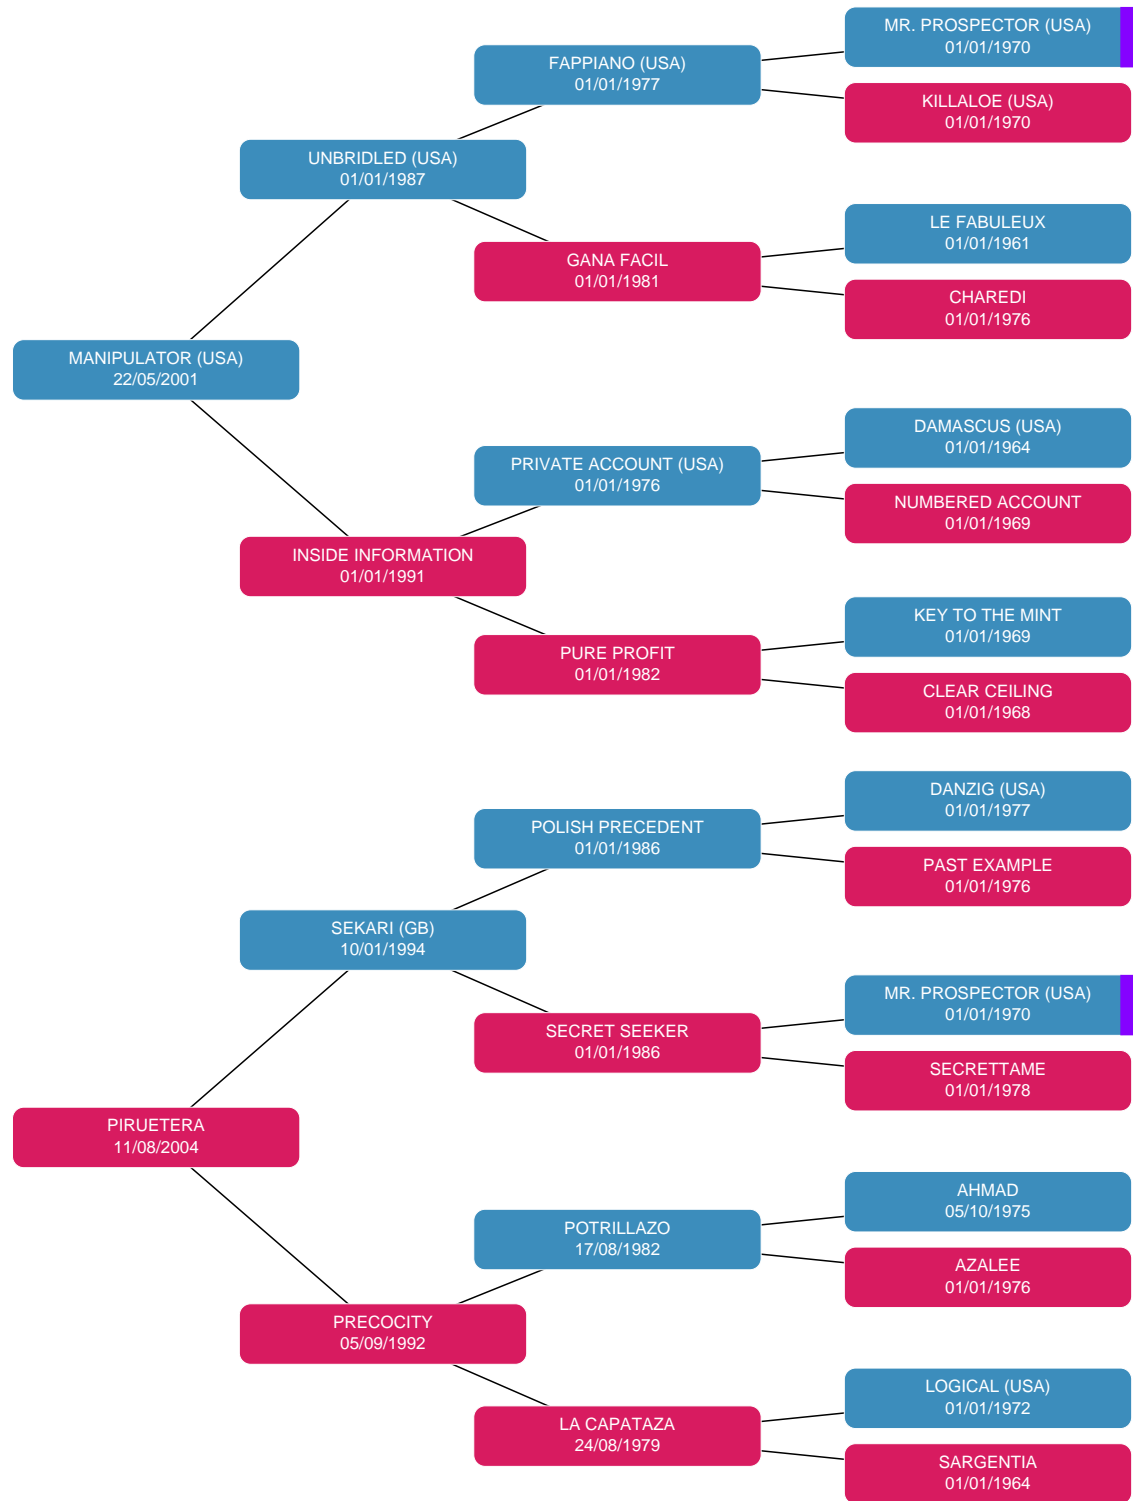 MR. PROSPECTOR (USA)
01/01/1970
FAPPIANO (USA)
01/01/1977
KILLALOE (USA)
01/01/1970
UNBRIDLED (USA)
01/01/1987
LE FABULEUX
01/01/1961
GANA FACIL
01/01/1981
CHAREDI
01/01/1976
MANIPULATOR (USA)
22/05/2001
DAMASCUS (USA)
01/01/1964
PRIVATE ACCOUNT (USA)
01/01/1976
NUMBERED ACCOUNT
01/01/1969
INSIDE INFORMATION
01/01/1991
KEY TO THE MINT
01/01/1969
PURE PROFIT
01/01/1982
CLEAR CEILING
01/01/1968
DANZIG (USA)
01/01/1977
POLISH PRECEDENT
01/01/1986
PAST EXAMPLE
01/01/1976
SEKARI (GB)
10/01/1994
MR. PROSPECTOR (USA)
01/01/1970
SECRET SEEKER
01/01/1986
SECRETTAME
01/01/1978
PIRUETERA
11/08/2004
AHMAD
05/10/1975
POTRILLAZO
17/08/1982
AZALEE
01/01/1976
PRECOCITY
05/09/1992
LOGICAL (USA)
01/01/1972
LA CAPATAZA
24/08/1979
SARGENTIA
01/01/1964